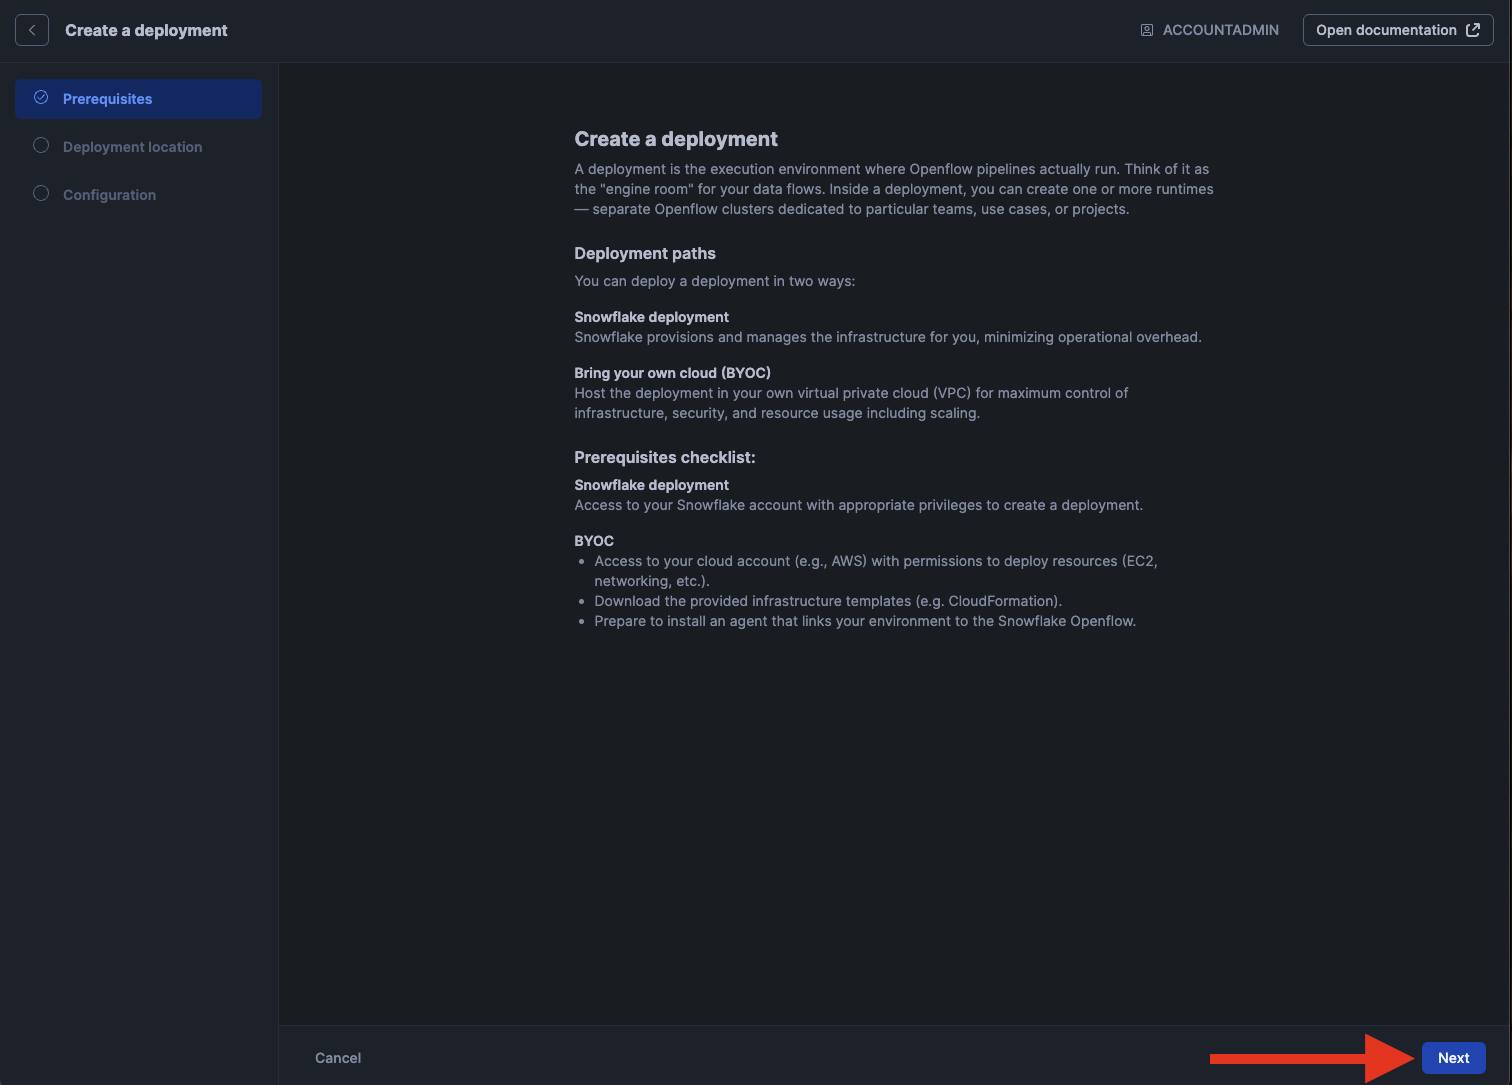 Create a deployment
ACCOUNTADMIN
Open documentation
Prerequisites
Deployment location
Configuration
Create a deployment
A deployment is the execution environment where Openflow pipelines actually run. Think of it as
the "engine room" for your data flows. Inside a deployment, you can create one or more runtimes
— separate Openflow clusters dedicated to particular teams, use cases, or projects.
Deployment paths
You can deploy a deployment in two ways:
Snowflake deployment
Snowflake provisions and manages the infrastructure for you, minimizing operational overhead.
Bring your own cloud (BYOC)
Host the deployment in your own virtual private cloud (VPC) for maximum control of
infrastructure, security, and resource usage including scaling.
Prerequisites checklist:
Snowflake deployment
Access to your Snowflake account with appropriate privileges to create a deployment.
BYOC
• Access to your cloud account (e.g., AWS) with permissions to deploy resources (EC2,
networking, etc.).
• Download the provided infrastructure templates (e.g. CloudFormation).
• Prepare to install an agent that links your environment to the Snowflake Openflow.
Cancel
Next